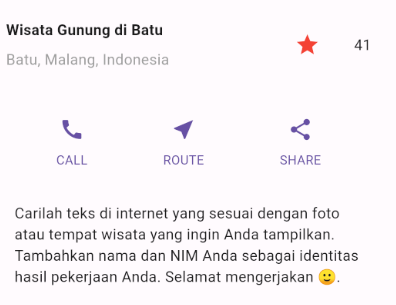 Wisata Gunung di Batu
Batu, Malang, Indonesia
41
CALL
ROUTE
SHARE
Carilah teks di internet yang sesuai dengan foto
atau tempat wisata yang ingin Anda tampilkan.
Tambahkan nama dan NIM Anda sebagai identitas
hasil pekerjaan Anda. Selamat mengerjakan 🙂.